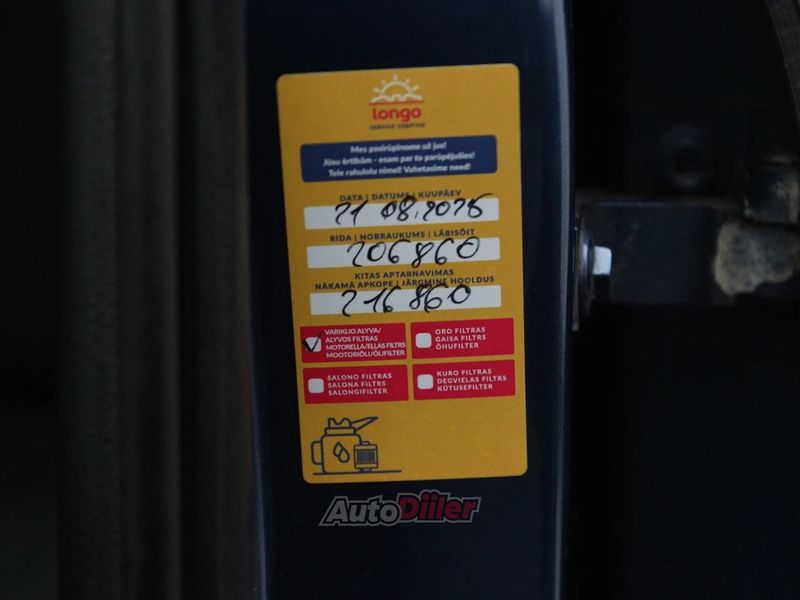 longo
SERVICE VERIFIED
Mes pasirūpinome už jus!
Jūsu ērtībām - esam par to parūpējušies!
Teie rahulolu nimel! Vahetasime need!
DATA | DATUMS | KUUPÄEV
21 08.2025
RIDA | NOBRAUKUMS | LÄBISÕIT
206860
KITAS APTARNAVIMAS
NĀKAMĀ APKOPE | JÄRGMINE HOOLDUS
216860
VARIKLIO ALYVA/
ALYVOS FILTRAS
MOTOREĻĻA/EĻĻAS FILTRS
MOOTORIÕLI/ÕLIFILTER
ORO FILTRAS
GAISA FILTRS
ÕHUFILTER
SALONO FILTRAS
SALONA FILTRS
SALONGIFILTER
KURO FILTRAS
DEGVIELAS FILTRS
KÜTUSEFILTER
AutoDiiler